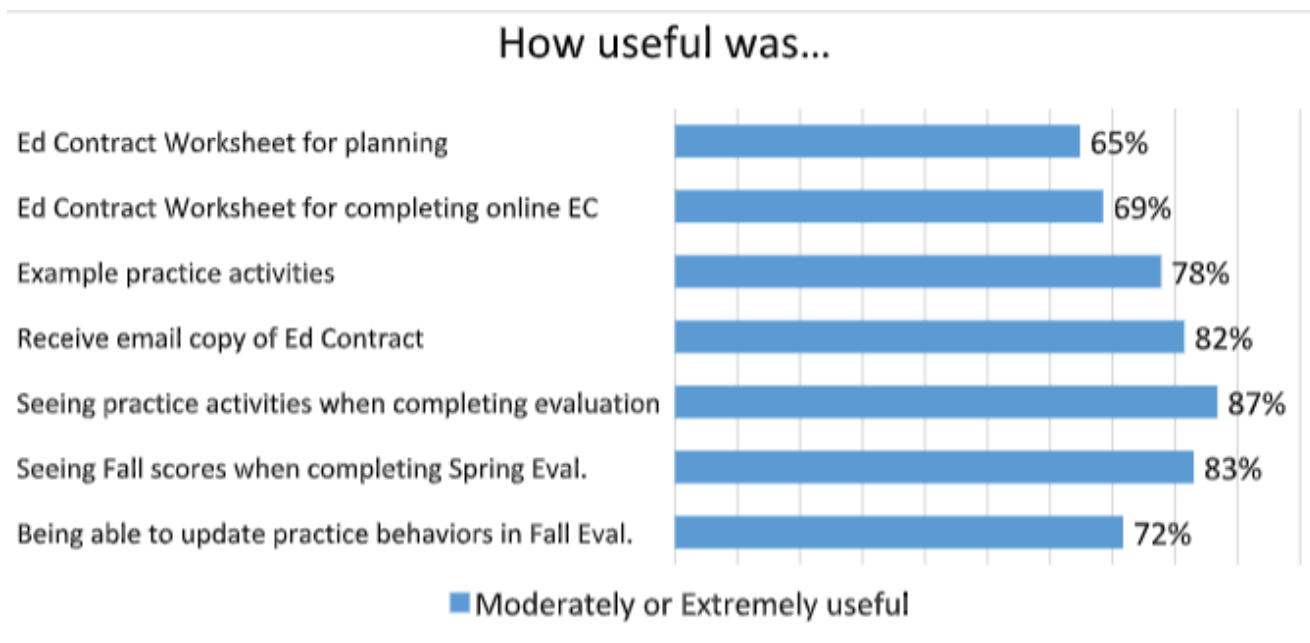 How useful was...
Ed Contract Worksheet for planning
65%
Ed Contract Worksheet for completing online EC
69%
Example practice activities
78%
Receive email copy of Ed Contract
82%
Seeing practice activities when completing evaluation
87%
Seeing Fall scores when completing Spring Eval.
83%
Being able to update practice behaviors in Fall Eval.
72%
Moderately or Extremely useful